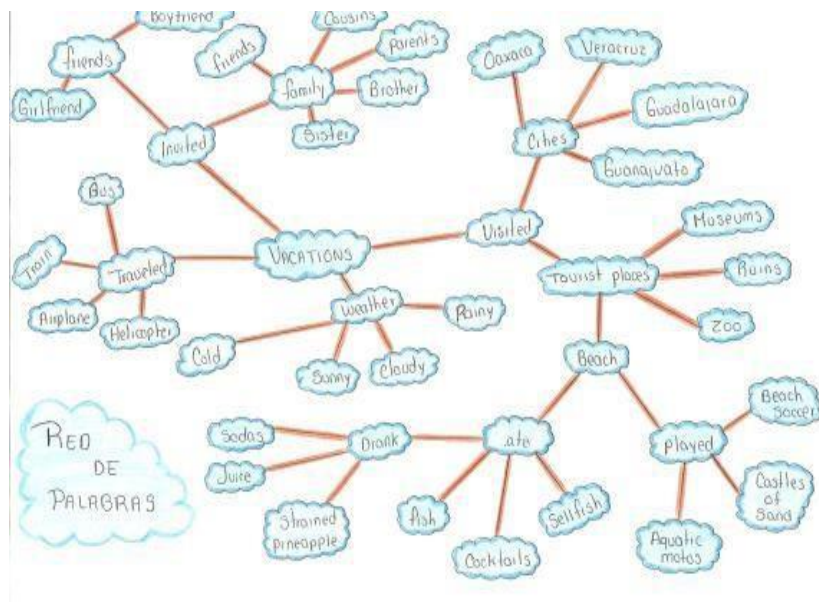 Boyfriend
friends
Girlfriend
Invited
friends
family
Cousins
Parents
Brother
Sister
Oaxaca
Veracruz
Guadalajara
Guanajuato
Cities
Visited
VACATIONS
Bus
Train
Traveled
Airplane
Helicopter
Weather
Rainy
Cold
Sunny
Cloudy
Tourist places
Museums
Ruins
Zoo
Beach
RED
DE
PALABRAS
Sodas
Juice
Drank
Strained
pineapple
ate
fish
Cocktails
Sellfish
played
Beach
Soccer
Castles
of
Sand
Aquatic
motos